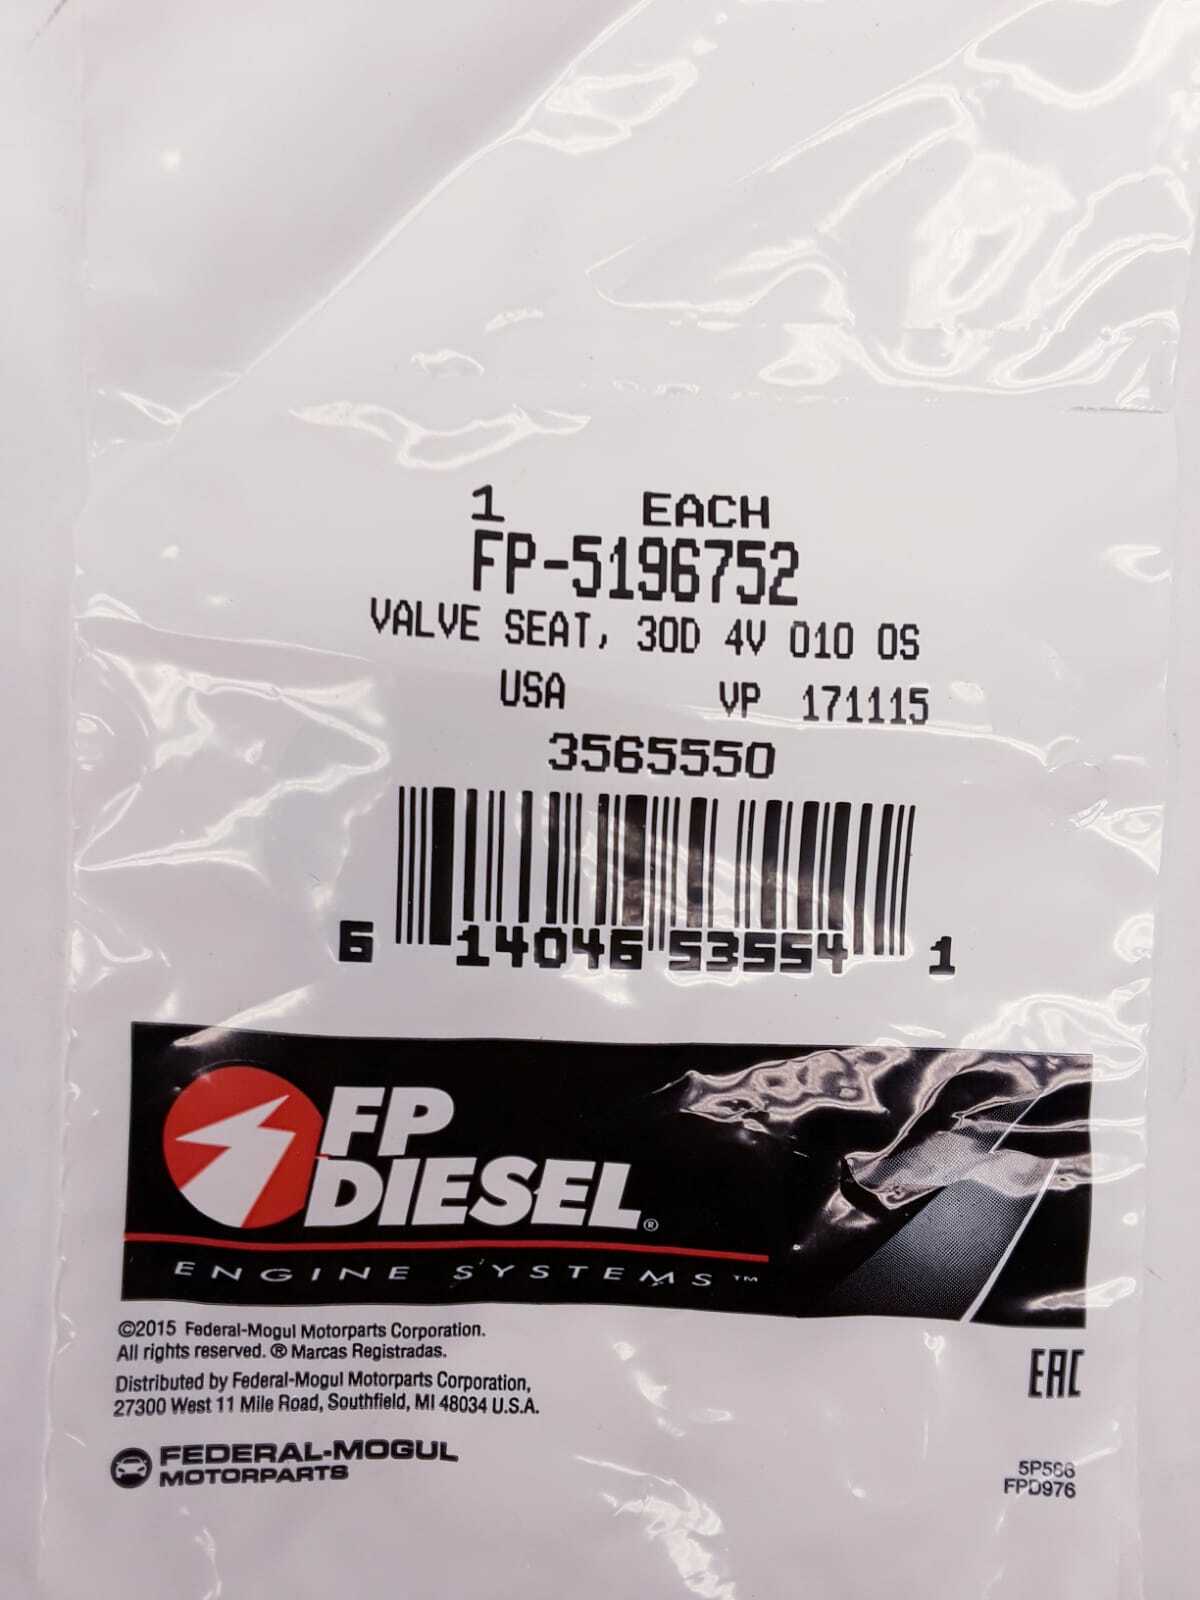 1 EACH
FP-5196752
VALVE SEAT, 30D 4V 010 OS
USA VP 171115
3565550
6 14046 53554 1
FP
DIESEL®
ENGINE SYSTEMS™
©2015 Federal-Mogul Motorparts Corporation.
All rights reserved. ® Marcas Registradas.
Distributed by Federal-Mogul Motorparts Corporation,
27300 West 11 Mile Road, Southfield, MI 48034 U.S.A.
EAC
FEDERAL-MOGUL
MOTORPARTS
FPD976